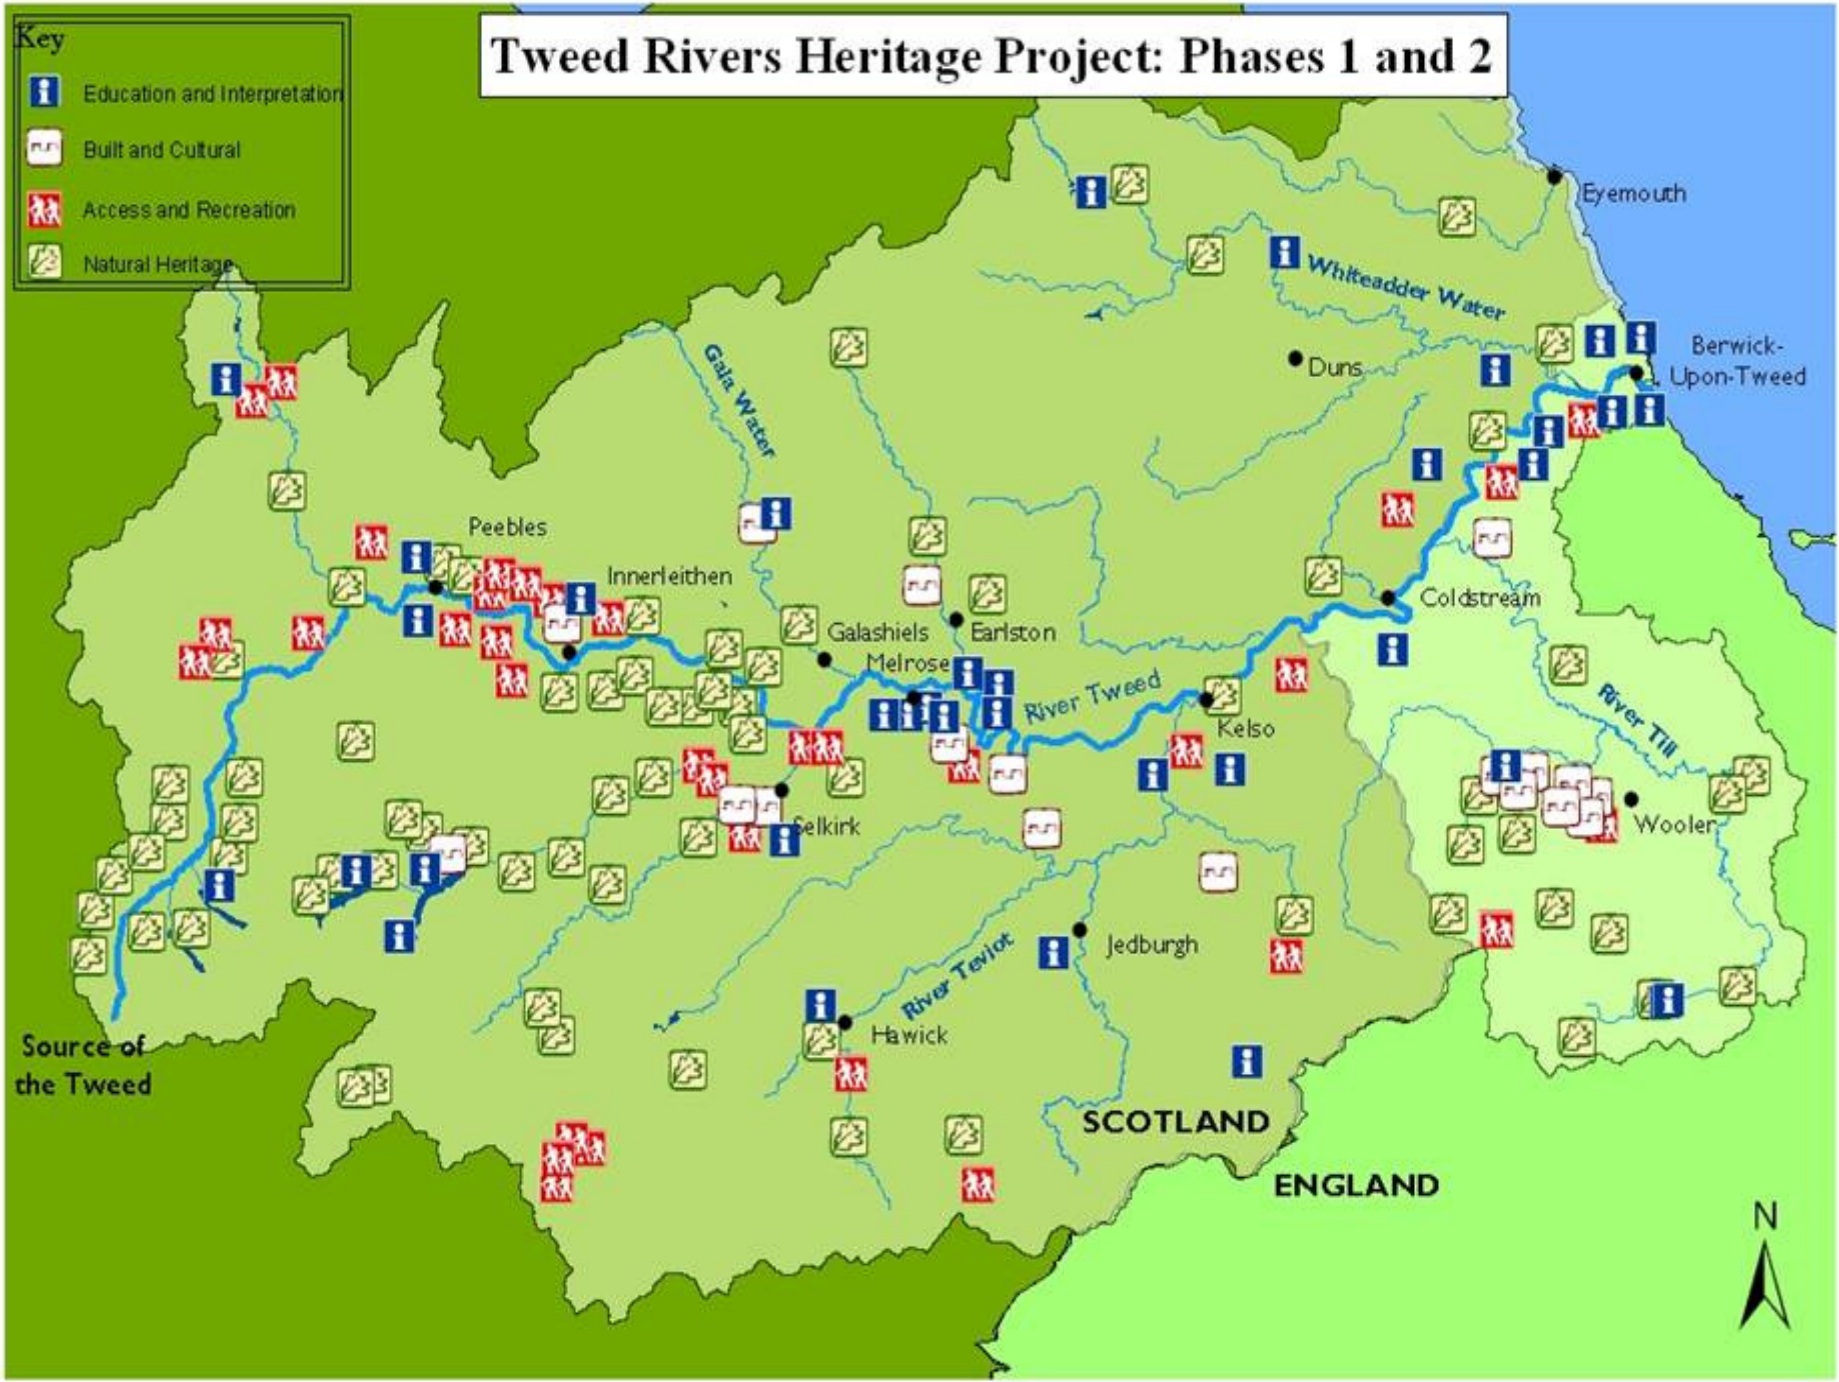 Tweed Rivers Heritage Project: Phases 1 and 2
Key
Education and Interpretation
Built and Cultural
Access and Recreation
Natural Heritage
Eyemouth
Whiteadder Water
Berwick-
Upon-Tweed
Duns
Gala Water
Peebles
Innerleithen
Coldstream
Galashiels
Earlston
Melrose
River Tweed
Kelso
River Till
Selkirk
Wooler
Jedburgh
River Teviot
Hawick
Source of
the Tweed
SCOTLAND
ENGLAND
N